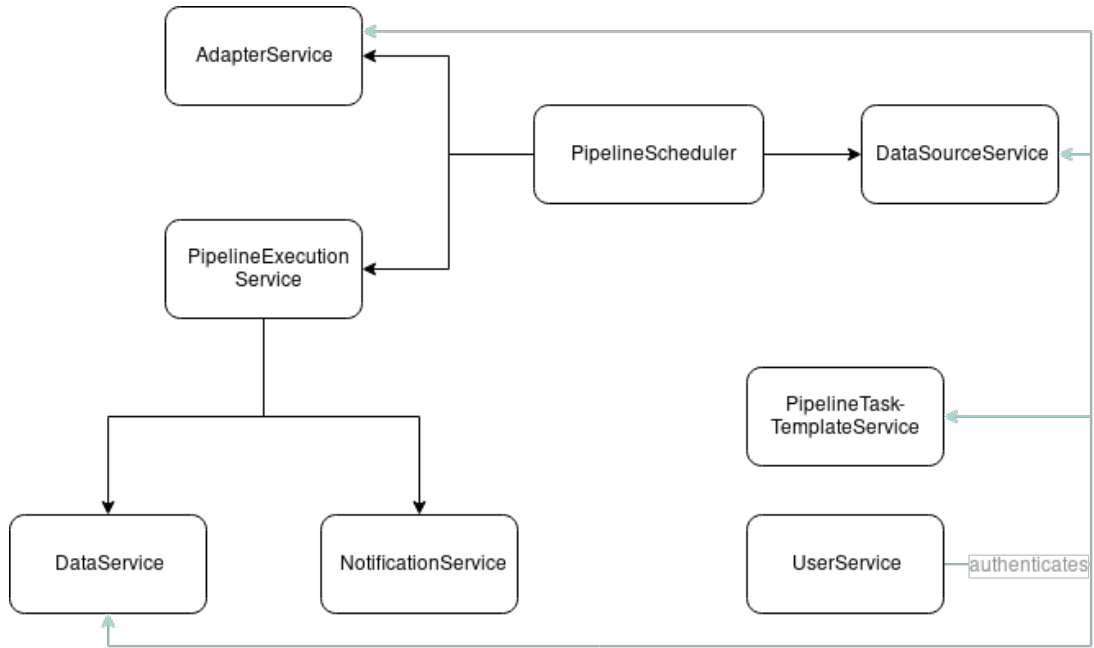 AdapterService
PipelineScheduler
DataSourceService
PipelineExecution
Service
PipelineTask-
TemplateService
DataService
NotificationService
UserService
authenticates